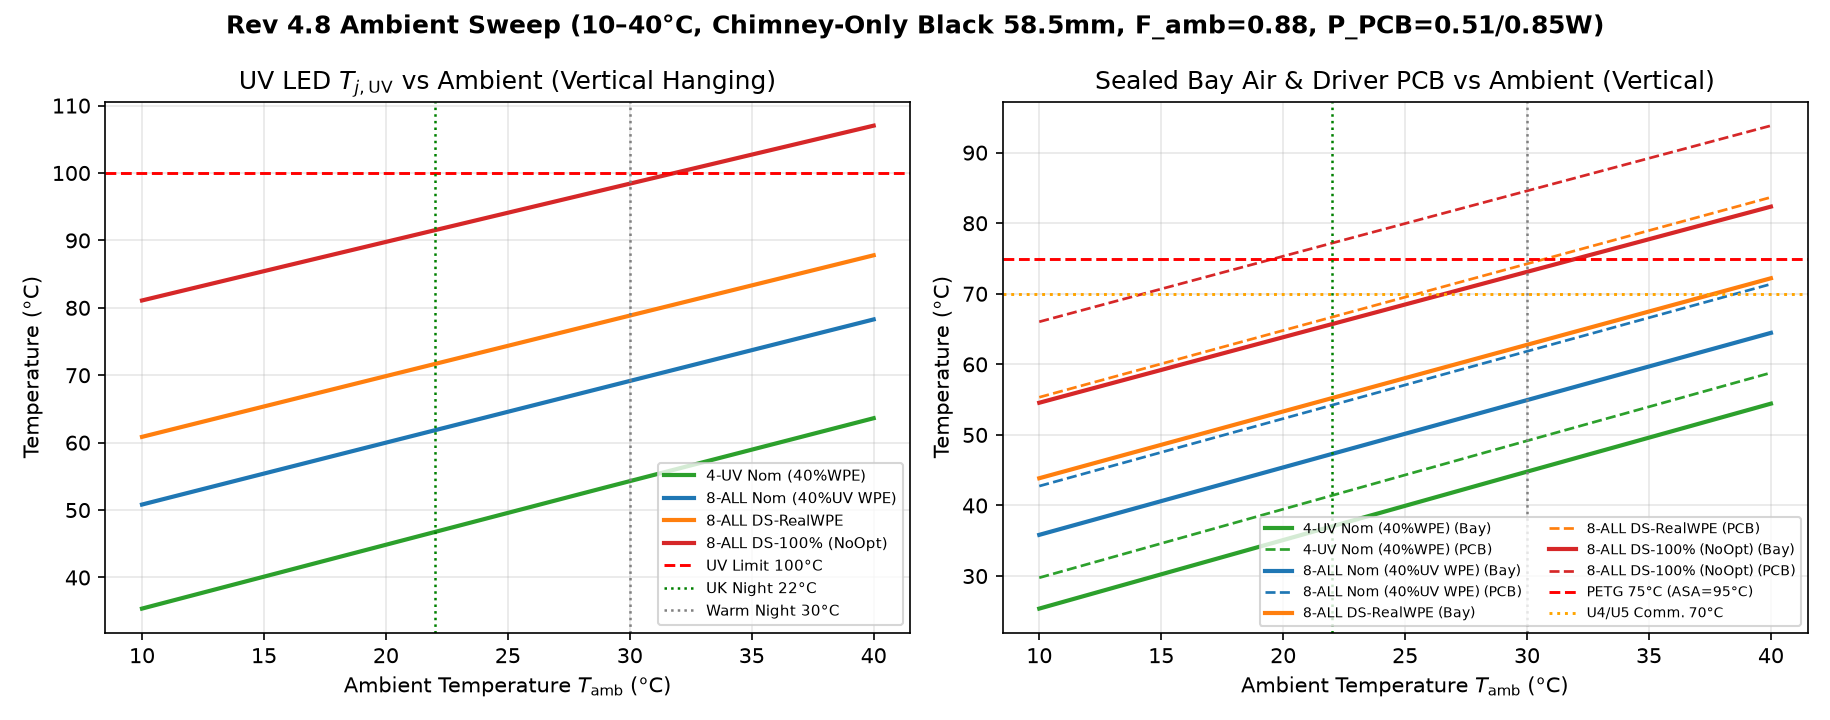 Rev 4.8 Ambient Sweep (10–40°C, Chimney-Only Black 58.5mm, F_amb=0.88, P_PCB=0.51/0.85W)
UV LED Tj, UV vs Ambient (Vertical Hanging)
Temperature (°C)
110
100
90
80
70
60
50
40
10
15
20
25
30
35
40
Ambient Temperature Tamb (°C)
4-UV Nom (40%WPE)
8-ALL Nom (40%UV WPE)
8-ALL DS-RealWPE
8-ALL DS-100% (NoOpt)
UV Limit 100°C
UK Night 22°C
Warm Night 30°C
Sealed Bay Air & Driver PCB vs Ambient (Vertical)
Temperature (°C)
90
80
70
60
50
40
30
10
15
20
25
30
35
40
Ambient Temperature Tamb (°C)
4-UV Nom (40%WPE) (Bay)
4-UV Nom (40%WPE) (PCB)
8-ALL Nom (40%UV WPE) (Bay)
8-ALL Nom (40%UV WPE) (PCB)
8-ALL DS-RealWPE (Bay)
8-ALL DS-RealWPE (PCB)
8-ALL DS-100% (NoOpt) (Bay)
8-ALL DS-100% (NoOpt) (PCB)
PETG 75°C (ASA=95°C)
U4/U5 Comm. 70°C